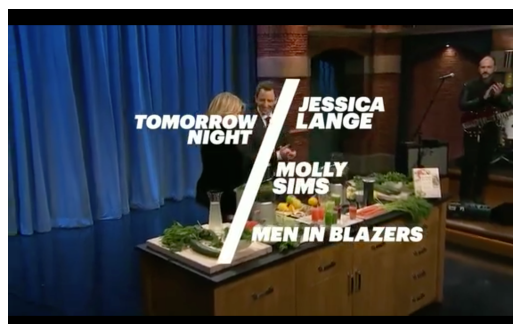 TOMORROW
NIGHT
JESSICA
LANGE
MOLLY
SIMS
MEN IN BLAZERS